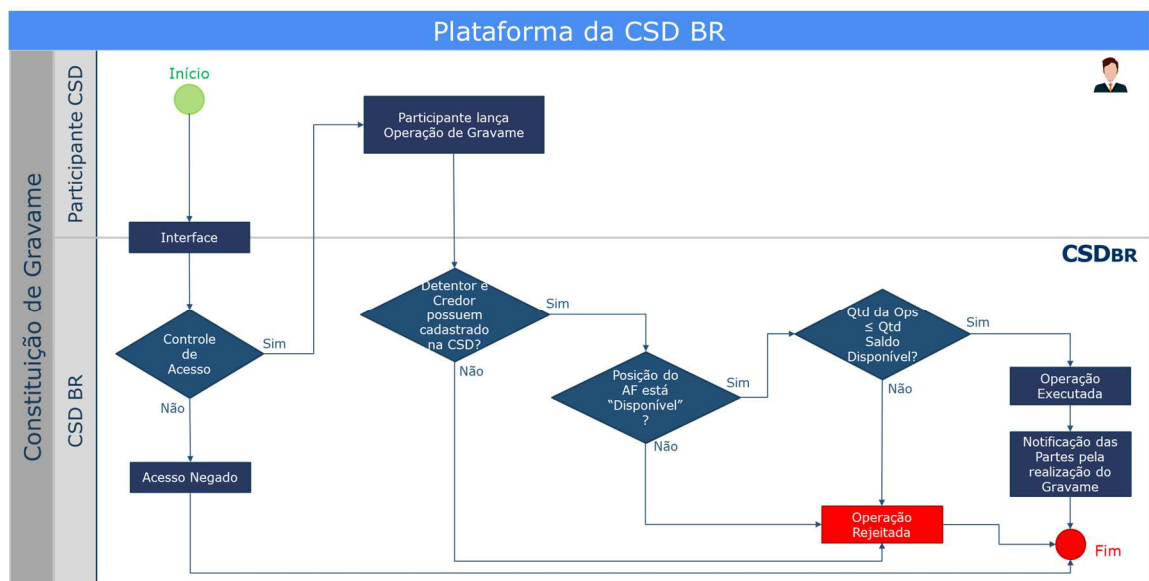 Plataforma da CSD BR
Constituição de Gravame
Participante CSD
CSD BR
Início
Participante lança
Operação de Gravame
Interface
CSDBR
Controle
de
Acesso
Sim
Não
Acesso Negado
Detentor e
Credor
possuem
cadastrado
na CSD?
Sim
Não
Posição do
AF está
“Disponível”
?
Sim
Não
Qtd da Ops
≤ Qtd
Saldo
Disponível?
Sim
Não
Operação
Executada
Notificação das
Partes pela
realização do
Gravame
Operação
Rejeitada
Fim